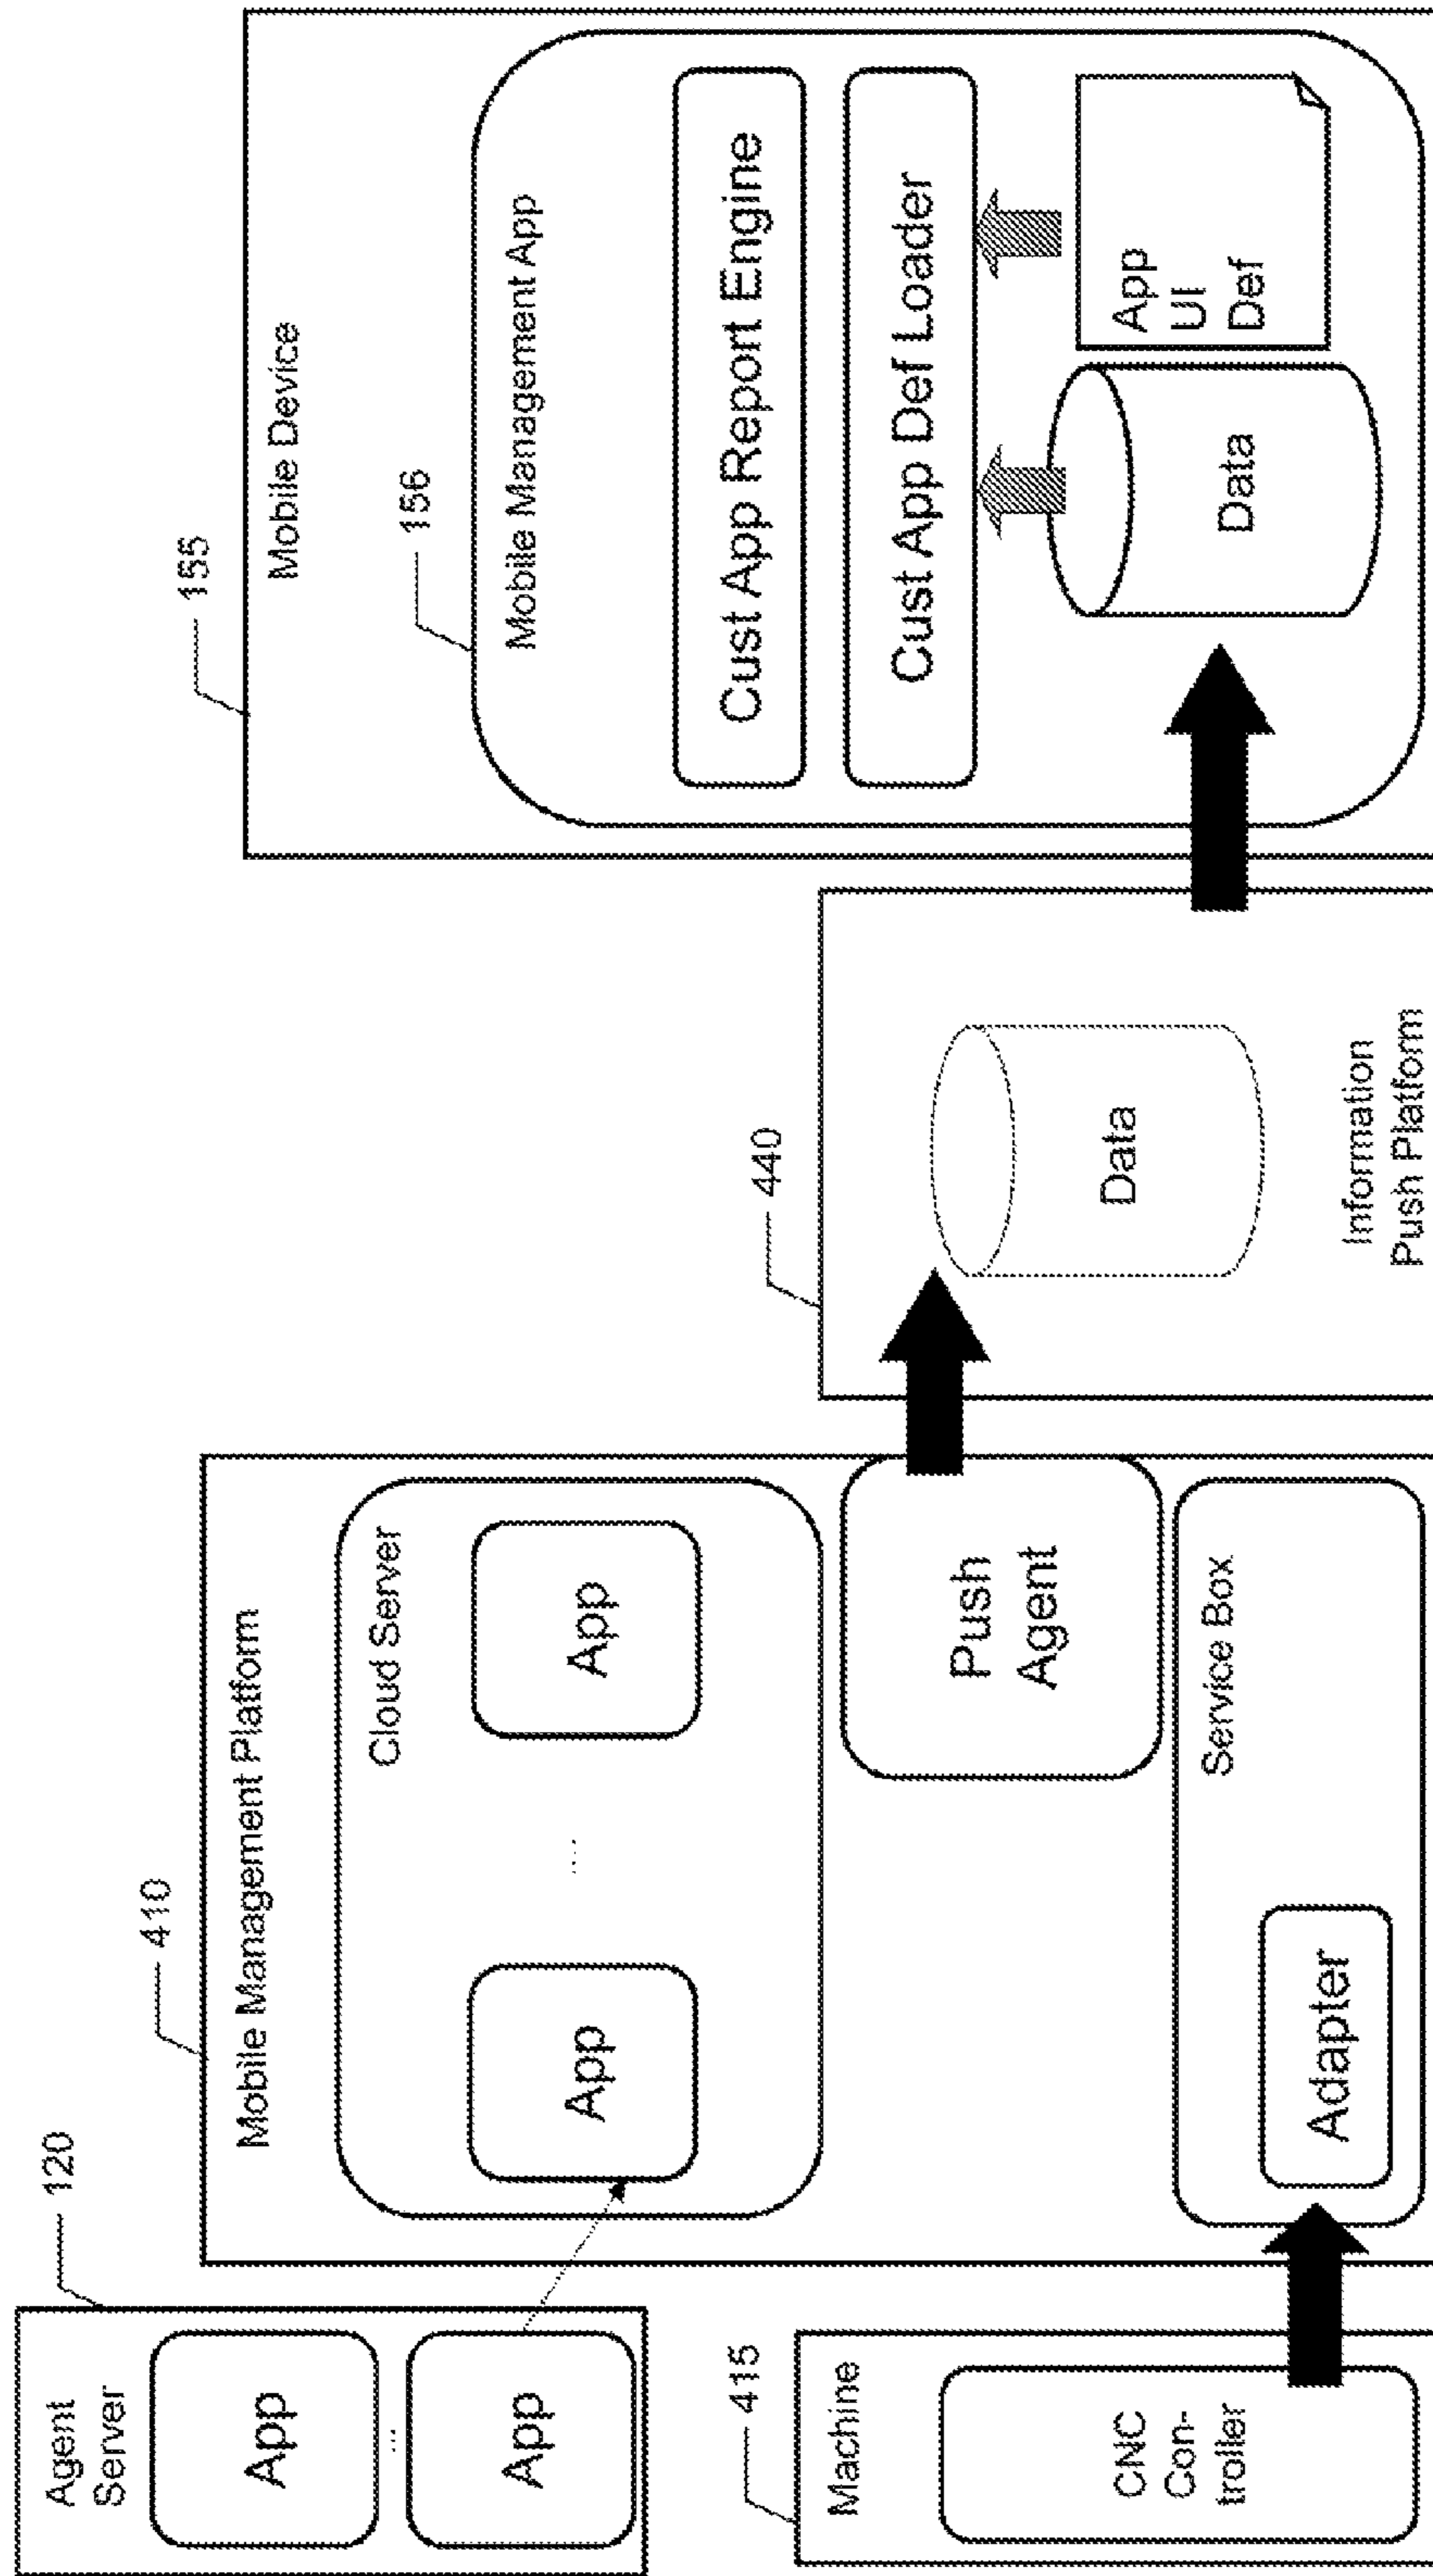 120
Agent
Server
App
...
App
415
Machine
CNC
Con-
troller
410
Mobile Management Platform
Cloud Server
App
...
App
Push
Agent
Service Box
Adapter
440
Data
Information
Push Platform
155
Mobile Device
156
Mobile Management App
Cust App Report Engine
Cust App Def Loader
Data
App
UI
Def